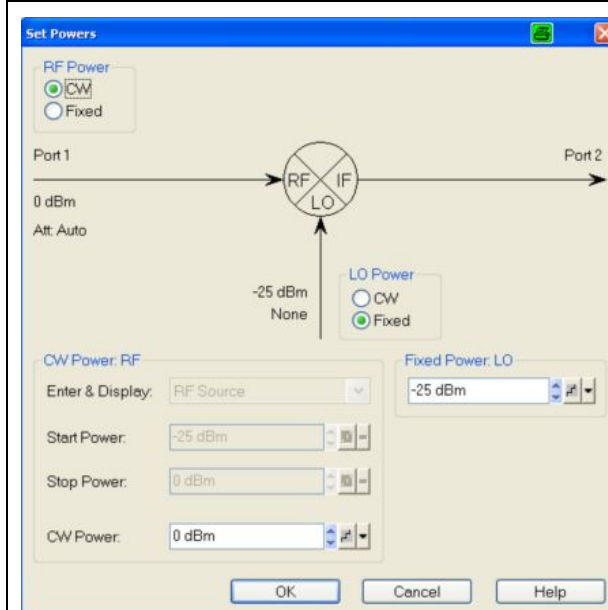 Set Powers
RF Power
CW
Fixed
Port 1
Port 2
RF
IF
LO
0 dBm
Att: Auto
-25 dBm
None
LO Power
CW
Fixed
CW Power: RF
Enter & Display:
RF Source
Start Power:
-25 dBm
Stop Power:
0 dBm
CW Power:
0 dBm
Fixed Power: LO
-25 dBm
OK
Cancel
Help